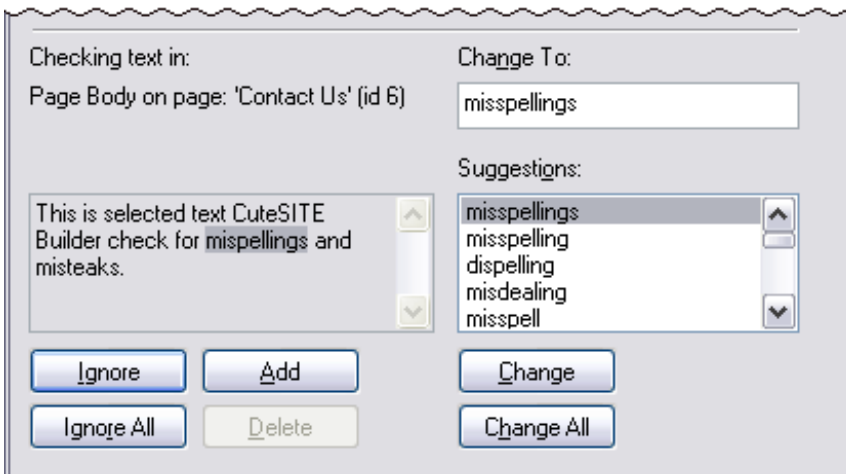 Checking text in:
Page Body on page: 'Contact Us' (id 6)
Change To:
misspellings
Suggestions:
This is selected text CuteSITE
Builder check for mispellings and
misteaks.
misspellings
misspelling
dispelling
misdealing
misspell
Ignore
Add
Change
Ignore All
Delete
Change All